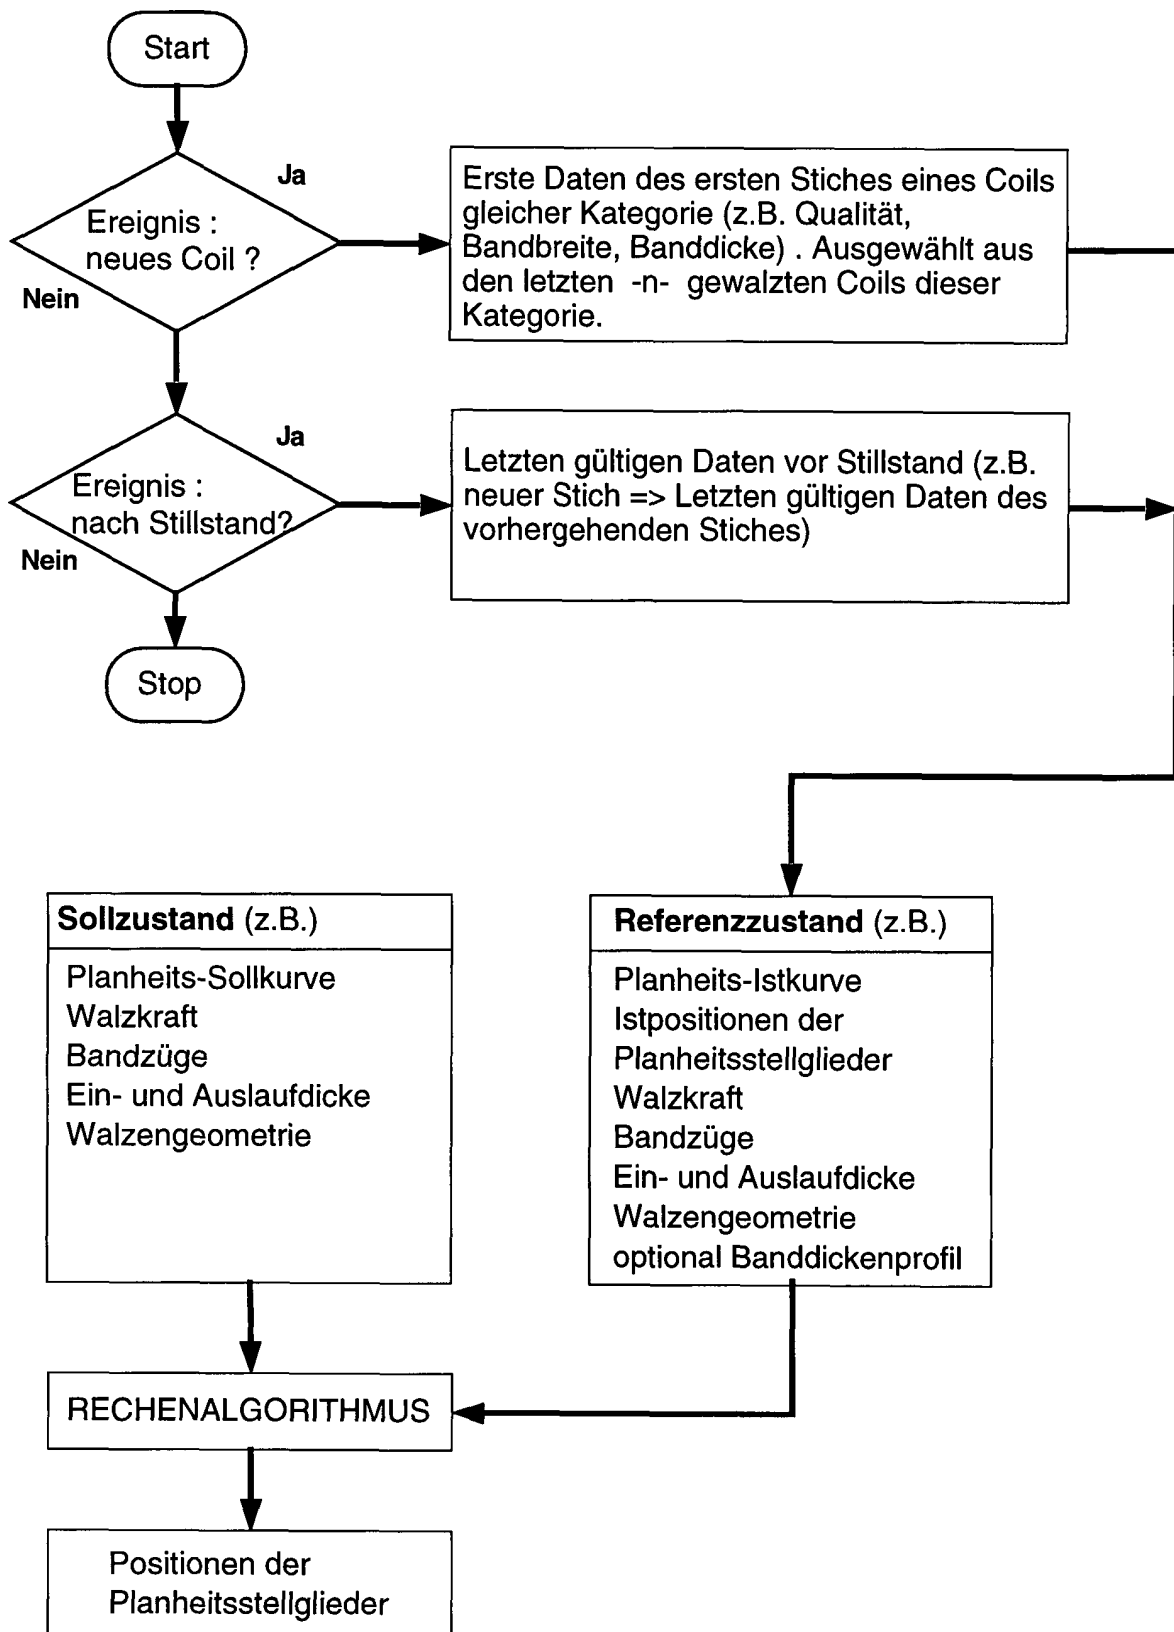 Start
Ja
Ereignis :
neues Coil ?
Nein
Erste Daten des ersten Stiches eines Coils
gleicher Kategorie (z.B. Qualität,
Bandbreite, Banddicke) . Ausgewählt aus
den letzten -n- gewalzten Coils dieser
Kategorie.
Ja
Ereignis :
nach Stillstand?
Nein
Letzten gültigen Daten vor Stillstand (z.B.
neuer Stich => Letzten gültigen Daten des
vorhergehenden Stiches)
Stop
Sollzustand (z.B.)
Planheits-Sollkurve
Walzkraft
Bandzüge
Ein- und Auslaufdicke
Walzengeometrie
Referenzzustand (z.B.)
Planheits-Istkurve
Istpositionen der
Planheitsstellglieder
Walzkraft
Bandzüge
Ein- und Auslaufdicke
Walzengeometrie
optional Banddickenprofil
RECHENALGORITHMUS
Positionen der
Planheitsstellglieder